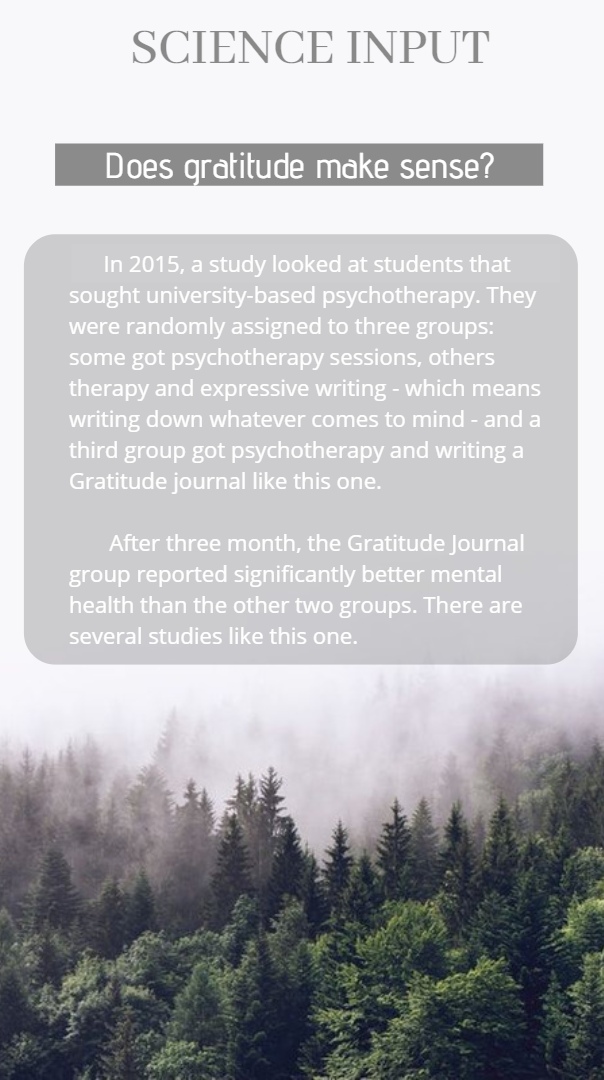 SCIENCE INPUT
Does gratitude make sense?
In 2015, a study looked at students that
sought university-based psychotherapy. They
were randomly assigned to three groups:
some got psychotherapy sessions, others
therapy and expressive writing - which means
writing down whatever comes to mind - and a
third group got psychotherapy and writing a
Gratitude journal like this one.
After three month, the Gratitude Journal
group reported significantly better mental
health than the other two groups. There are
several studies like this one.